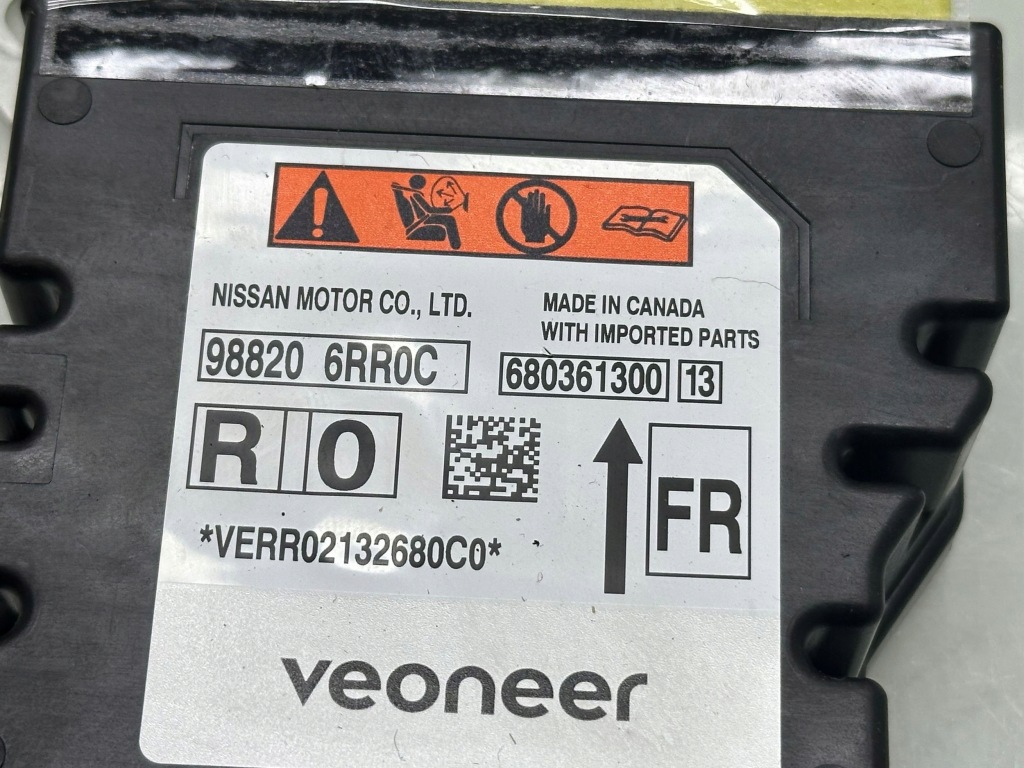 NISSAN MOTOR CO., LTD.
MADE IN CANADA
WITH IMPORTED PARTS
98820 6RR0C
680361300 13
R O
FR
*VERR02132680C0*
veoneer